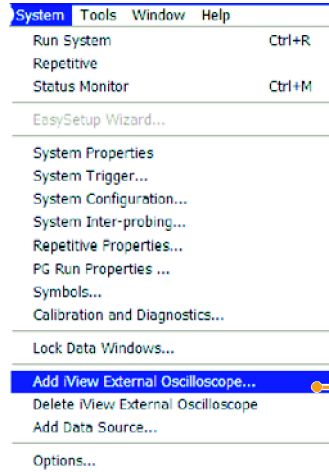 System Tools Window Help
Run System Ctrl+R
Repetitive
Status Monitor Ctrl+M
EasySetup Wizard...
System Properties
System Trigger...
System Configuration...
System Inter-probing...
Repetitive Properties...
PG Run Properties ...
Symbols...
Calibration and Diagnostics...
Lock Data Windows...
Add iView External Oscilloscope...
Delete iView External Oscilloscope
Add Data Source...
Options...